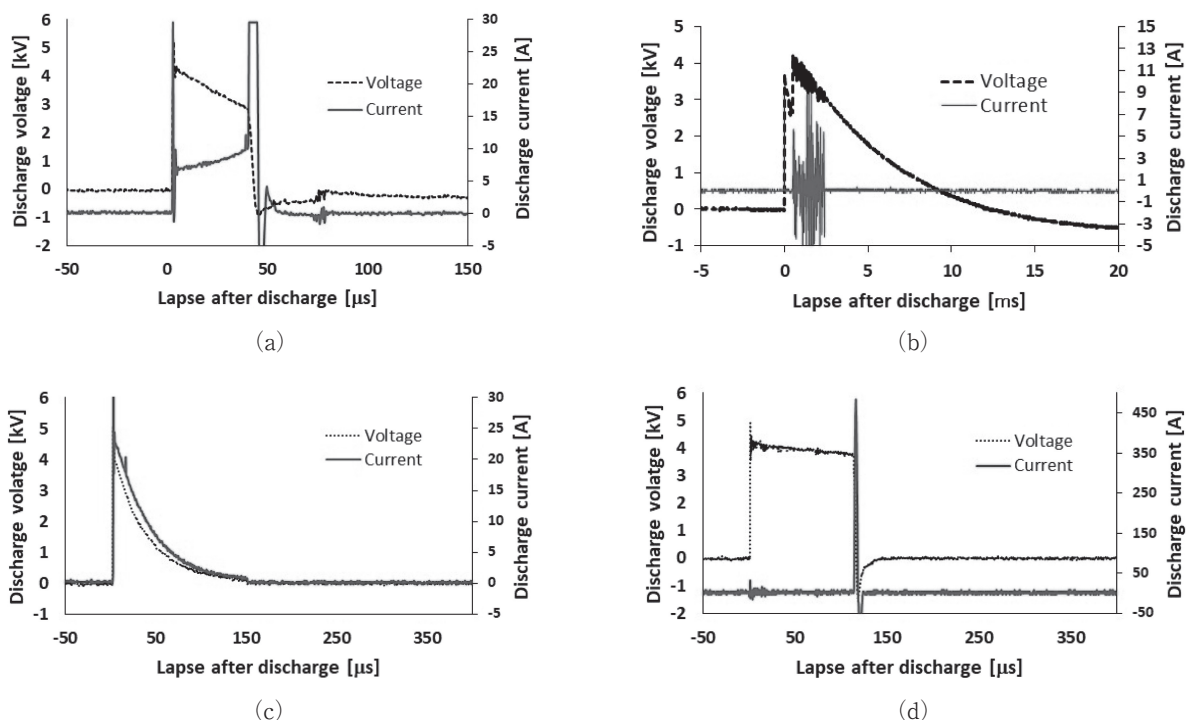 6
5
4
3
2
1
0
-1
-2
Discharge volatge [kV]
30
25
20
15
10
5
0
-5
Discharge current [A]
Voltage
Current
-50 0 50 100 150
Lapse after discharge [μs]
(a)
5
4
3
2
1
0
-1
Discharge volatge [kV]
15
13
11
9
7
5
3
1
-1
-3
-5
Discharge current [A]
Voltage
Current
-5 0 5 10 15 20
Lapse after discharge [ms]
(b)
6
5
4
3
2
1
0
-1
Discharge volatge [kV]
30
25
20
15
10
5
0
-5
Discharge current [A]
Voltage
Current
-50 50 150 250 350
Lapse after discharge [μs]
(c)
6
5
4
3
2
1
0
-1
-2
Discharge volatge [kV]
450
350
250
150
50
-50
Discharge current [A]
Voltage
Current
-50 50 150 250 350
Lapse after discharge [μs]
(d)